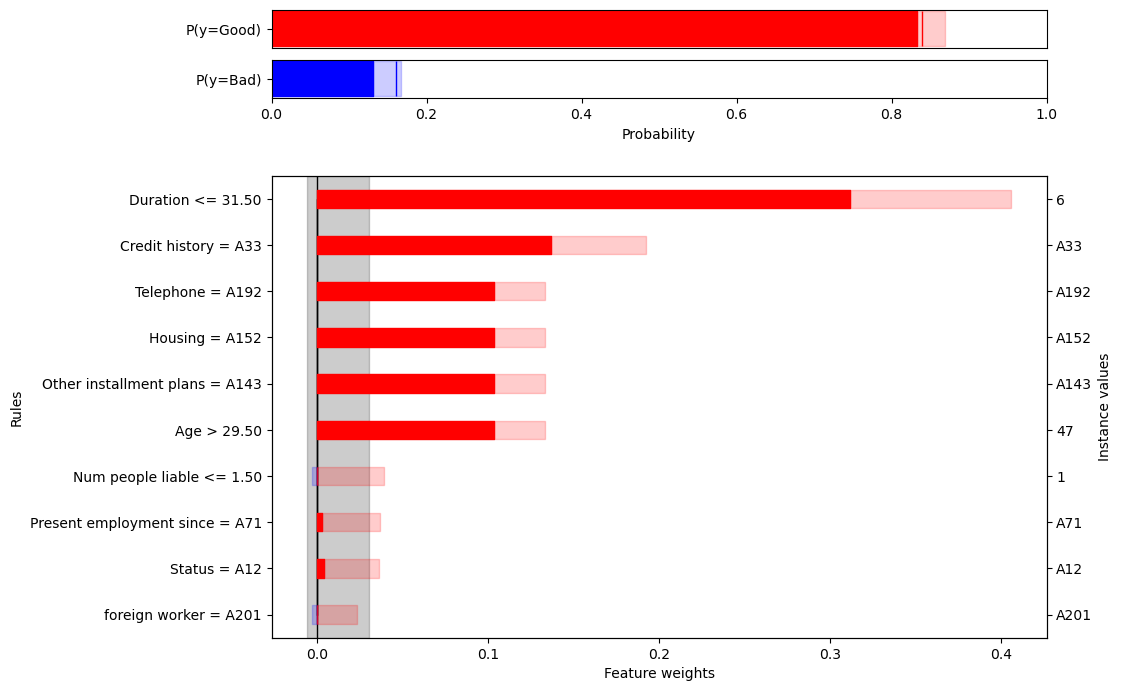 P(y=Good)
P(y=Bad)
0.0 0.2 0.4 0.6 0.8 1.0
Probability
Duration <= 31.50 6
Credit history = A33 A33
Telephone = A192 A192
Housing = A152 A152
Other installment plans = A143 A143
Age > 29.50 47
Num people liable <= 1.50 1
Present employment since = A71 A71
Status = A12 A12
foreign worker = A201 A201
Rules
Instance values
0.0 0.1 0.2 0.3 0.4
Feature weights